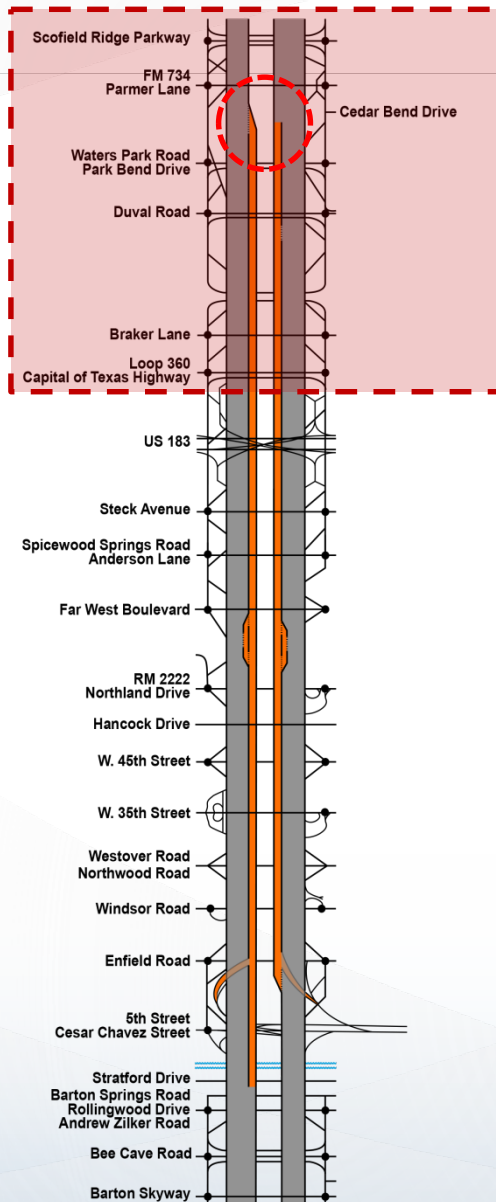 Scofield Ridge Parkway
FM 734
Parmer Lane
Cedar Bend Drive
Waters Park Road
Park Bend Drive
Duval Road
Braker Lane
Loop 360
Capital of Texas Highway
US 183
Steck Avenue
Spicewood Springs Road
Anderson Lane
Far West Boulevard
RM 2222
Northland Drive
Hancock Drive
W. 45th Street
W. 35th Street
Westover Road
Northwood Road
Windsor Road
Enfield Road
5th Street
Cesar Chavez Street
Stratford Drive
Barton Springs Road
Rollingwood Drive
Andrew Zilker Road
Bee Cave Road
Barton Skyway